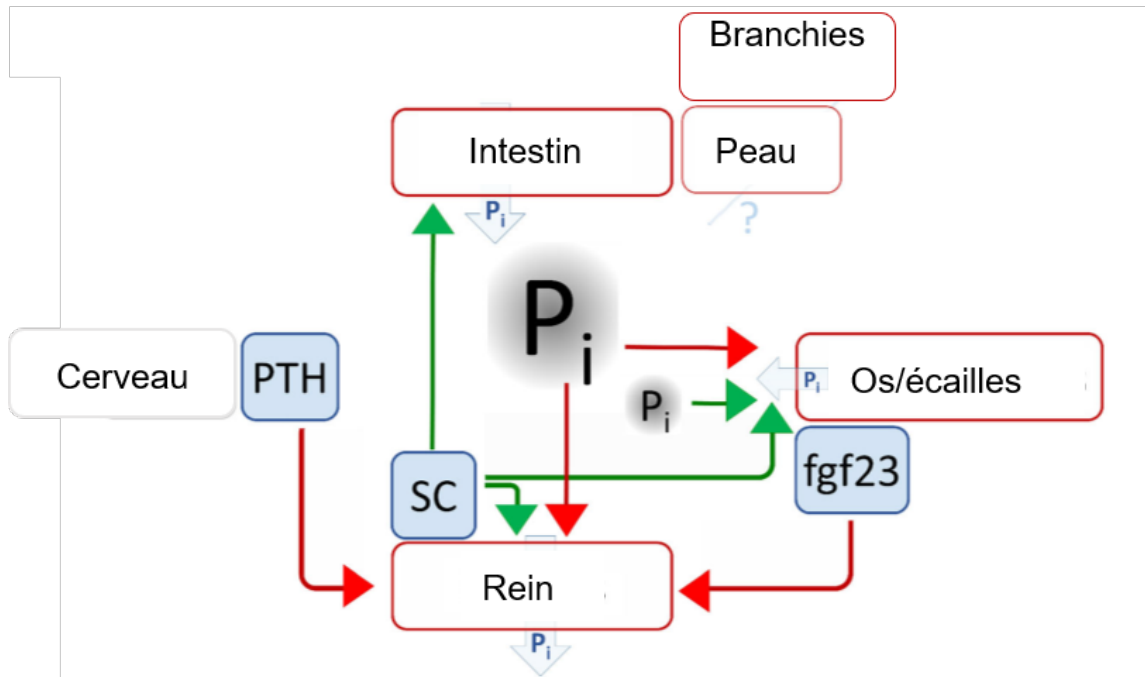 Branchies
Intestin
Peau
Pi
?
Pi
Cerveau
PTH
Pi
Os/écailles
Pi
SC
fgf23
Rein
Pi